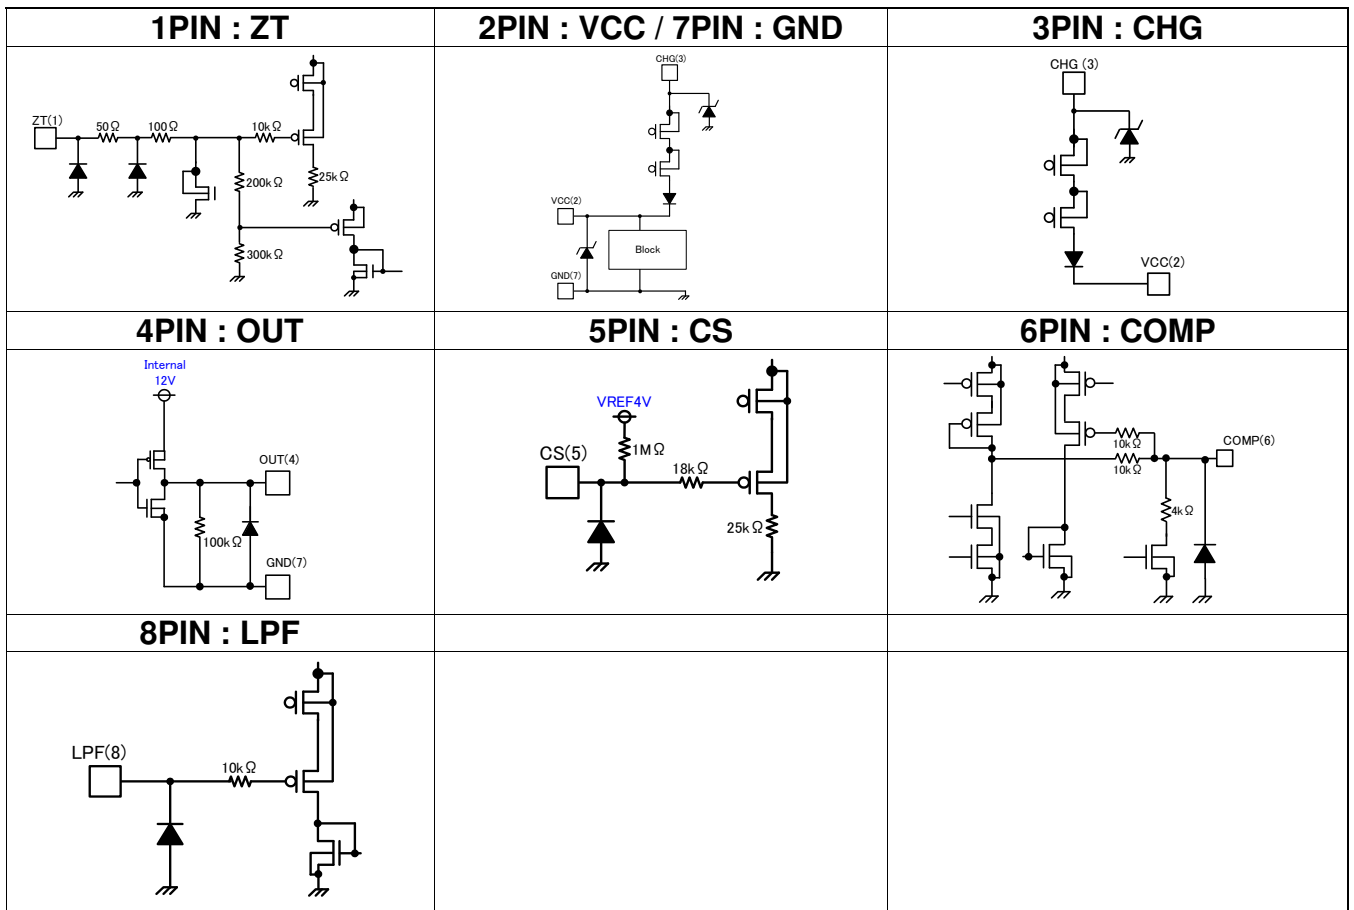 1PIN : ZT
ZT(1)
50Ω
100Ω
10kΩ
25kΩ
200kΩ
300kΩ
2PIN : VCC / 7PIN : GND
CHG(3)
VCC(2)
Block
GND(7)
3PIN : CHG
CHG (3)
VCC(2)
4PIN : OUT
Internal
12V
OUT(4)
100kΩ
GND(7)
5PIN : CS
VREF4V
CS(5)
1MΩ
18kΩ
25kΩ
6PIN : COMP
10kΩ
COMP(6)
10kΩ
4kΩ
8PIN : LPF
LPF(8)
10kΩ